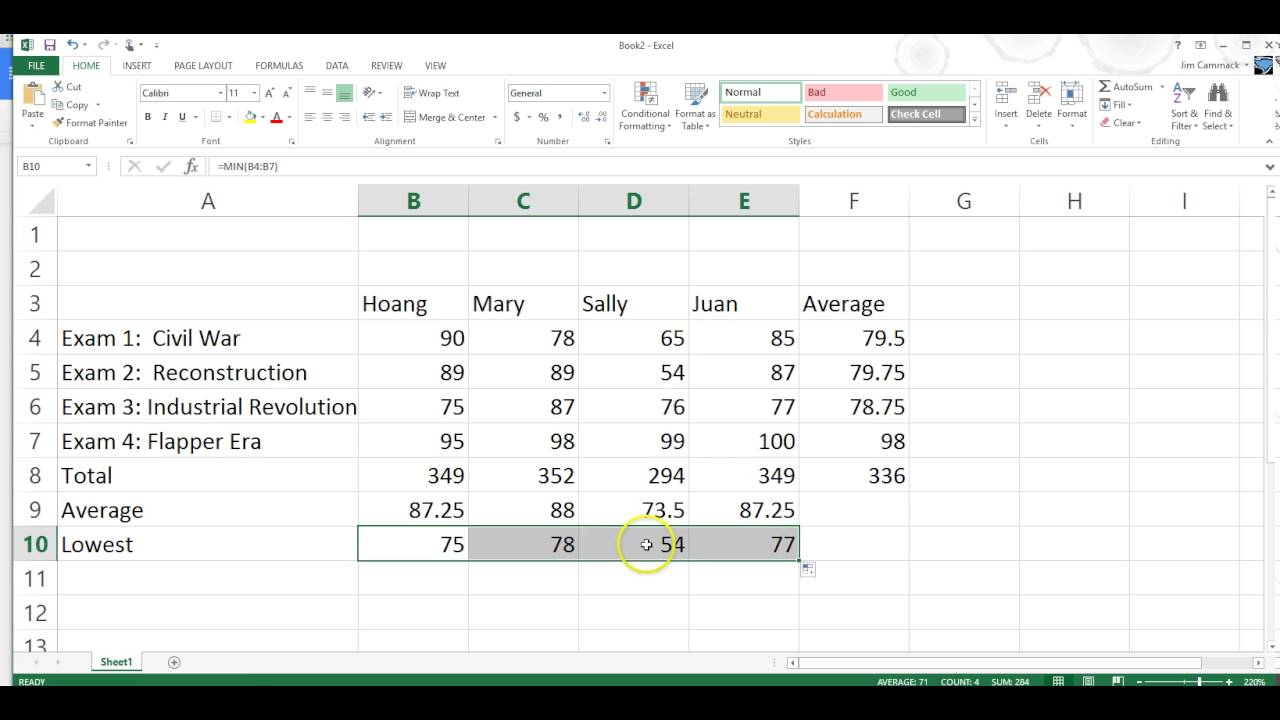 Book2 - Excel
?
FILE HOME INSERT PAGE LAYOUT FORMULAS DATA REVIEW VIEW Jim Cammack
Paste Cut Copy Format Painter
Calibri 11 A A B I U A
Wrap Text Merge & Center
General $ % ,
Conditional Formatting Format as Table
Normal Bad Good
Neutral Calculation Check Cell
Insert Delete Format
AutoSum Fill Clear
Sort & Filter Find & Select
Clipboard Font Alignment Number Styles Cells Editing
B10 fx =MIN(B4:B7)
A B C D E F G H I
1
2
3 Hoang Mary Sally Juan Average
4 Exam 1: Civil War 90 78 65 85 79.5
5 Exam 2: Reconstruction 89 89 54 87 79.75
6 Exam 3: Industrial Revolution 75 87 76 77 78.75
7 Exam 4: Flapper Era 95 98 99 100 98
8 Total 349 352 294 349 336
9 Average 87.25 88 73.5 87.25
10 Lowest 75 78 54 77
11
12
13
Sheet1
READY AVERAGE: 71 COUNT: 4 SUM: 284 220%